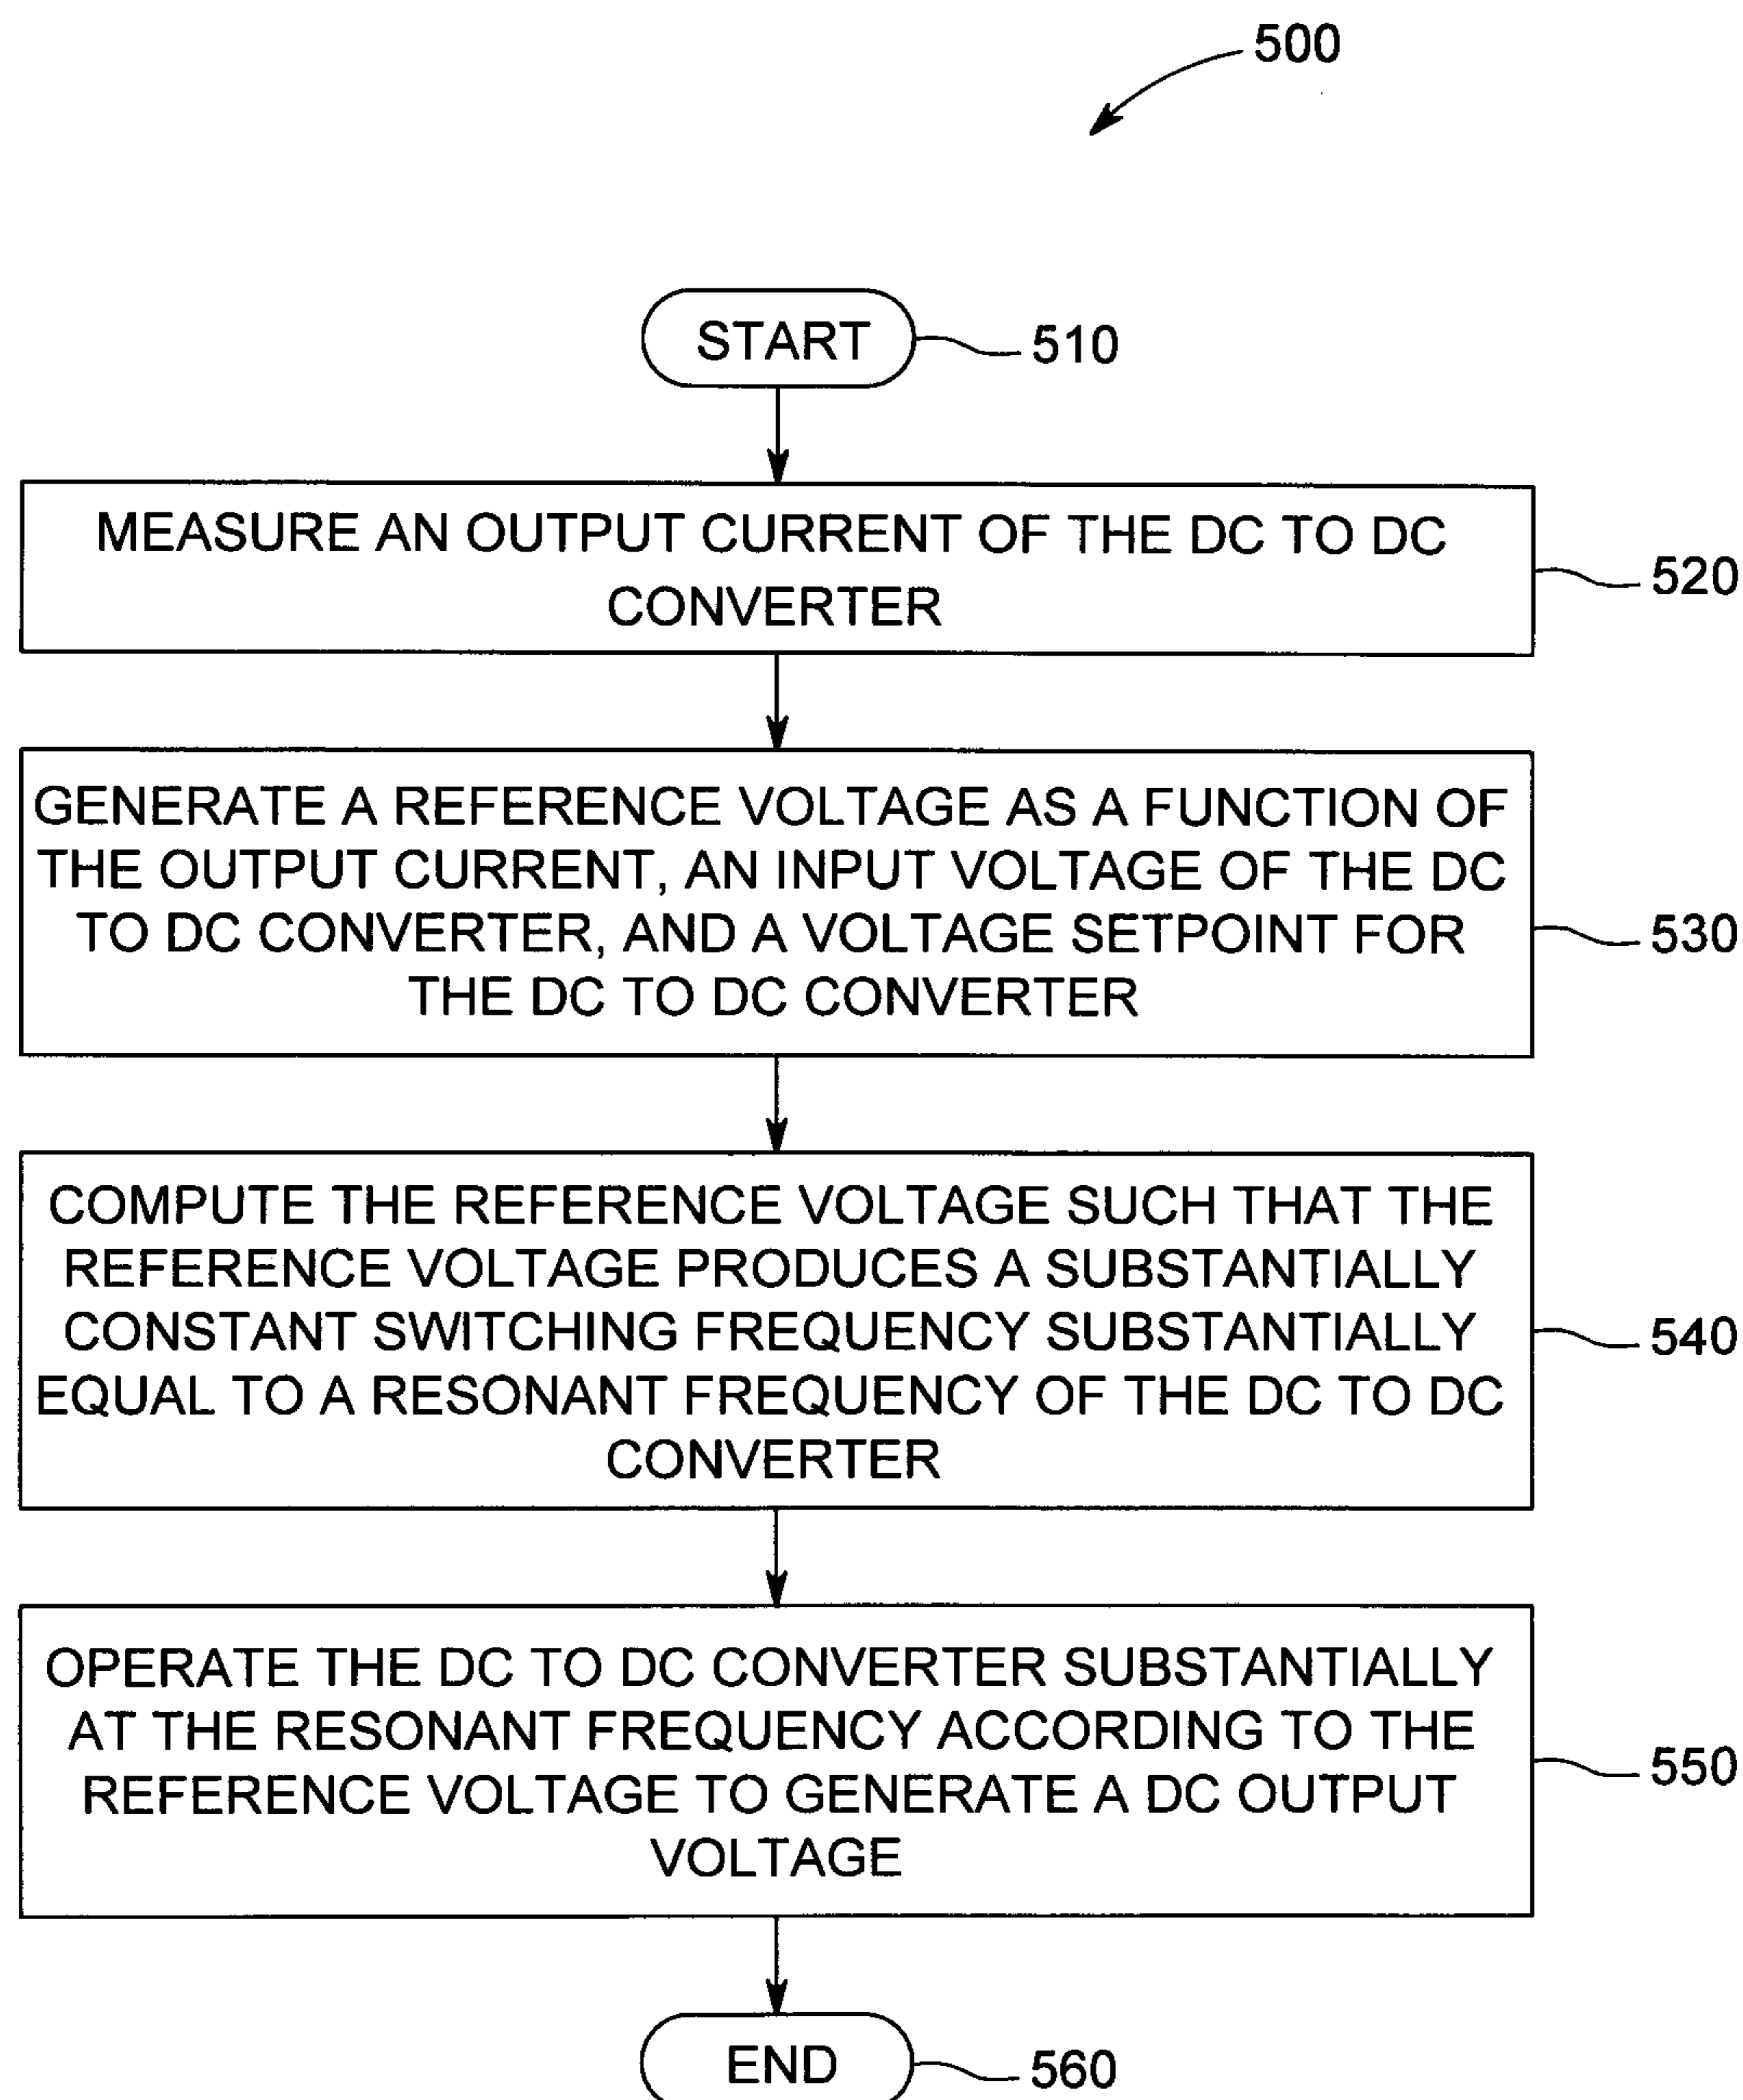 500
START
510
MEASURE AN OUTPUT CURRENT OF THE DC TO DC
CONVERTER
520
GENERATE A REFERENCE VOLTAGE AS A FUNCTION OF
THE OUTPUT CURRENT, AN INPUT VOLTAGE OF THE DC
TO DC CONVERTER, AND A VOLTAGE SETPOINT FOR
THE DC TO DC CONVERTER
530
COMPUTE THE REFERENCE VOLTAGE SUCH THAT THE
REFERENCE VOLTAGE PRODUCES A SUBSTANTIALLY
CONSTANT SWITCHING FREQUENCY SUBSTANTIALLY
EQUAL TO A RESONANT FREQUENCY OF THE DC TO DC
CONVERTER
540
OPERATE THE DC TO DC CONVERTER SUBSTANTIALLY
AT THE RESONANT FREQUENCY ACCORDING TO THE
REFERENCE VOLTAGE TO GENERATE A DC OUTPUT
VOLTAGE
550
END
560